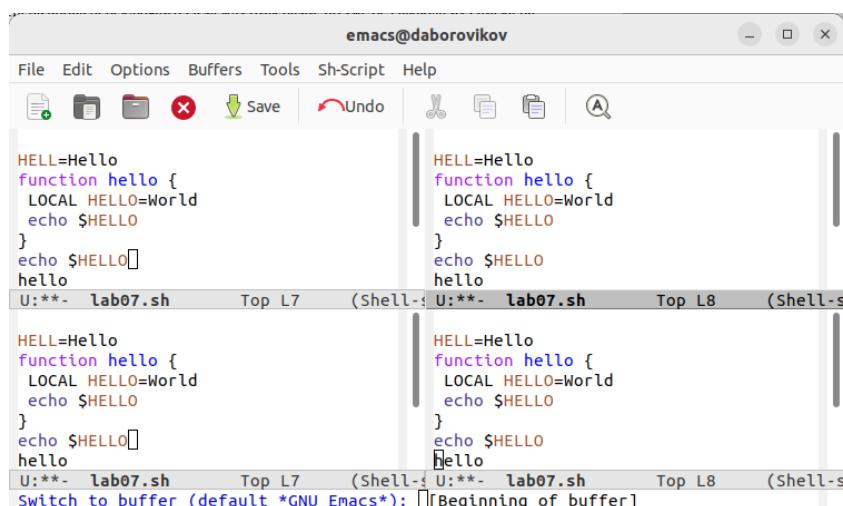 emacs@daborovikov
File Edit Options Buffers Tools Sh-Script Help
Save Undo
HELL=Hello
function hello {
 LOCAL HELLO=World
 echo $HELLO
}
echo $HELLO
hello
U:**-  lab07.sh      Top L7     (Shell-s
HELL=Hello
function hello {
 LOCAL HELLO=World
 echo $HELLO
}
echo $HELLO
hello
U:**-  lab07.sh      Top L8     (Shell-s
HELL=Hello
function hello {
 LOCAL HELLO=World
 echo $HELLO
}
echo $HELLO
hello
U:**-  lab07.sh      Top L7     (Shell-s
HELL=Hello
function hello {
 LOCAL HELLO=World
 echo $HELLO
}
echo $HELLO
hello
U:**-  lab07.sh      Top L8     (Shell-s
Switch to buffer (default *GNU Emacs*): [Beginning of buffer]